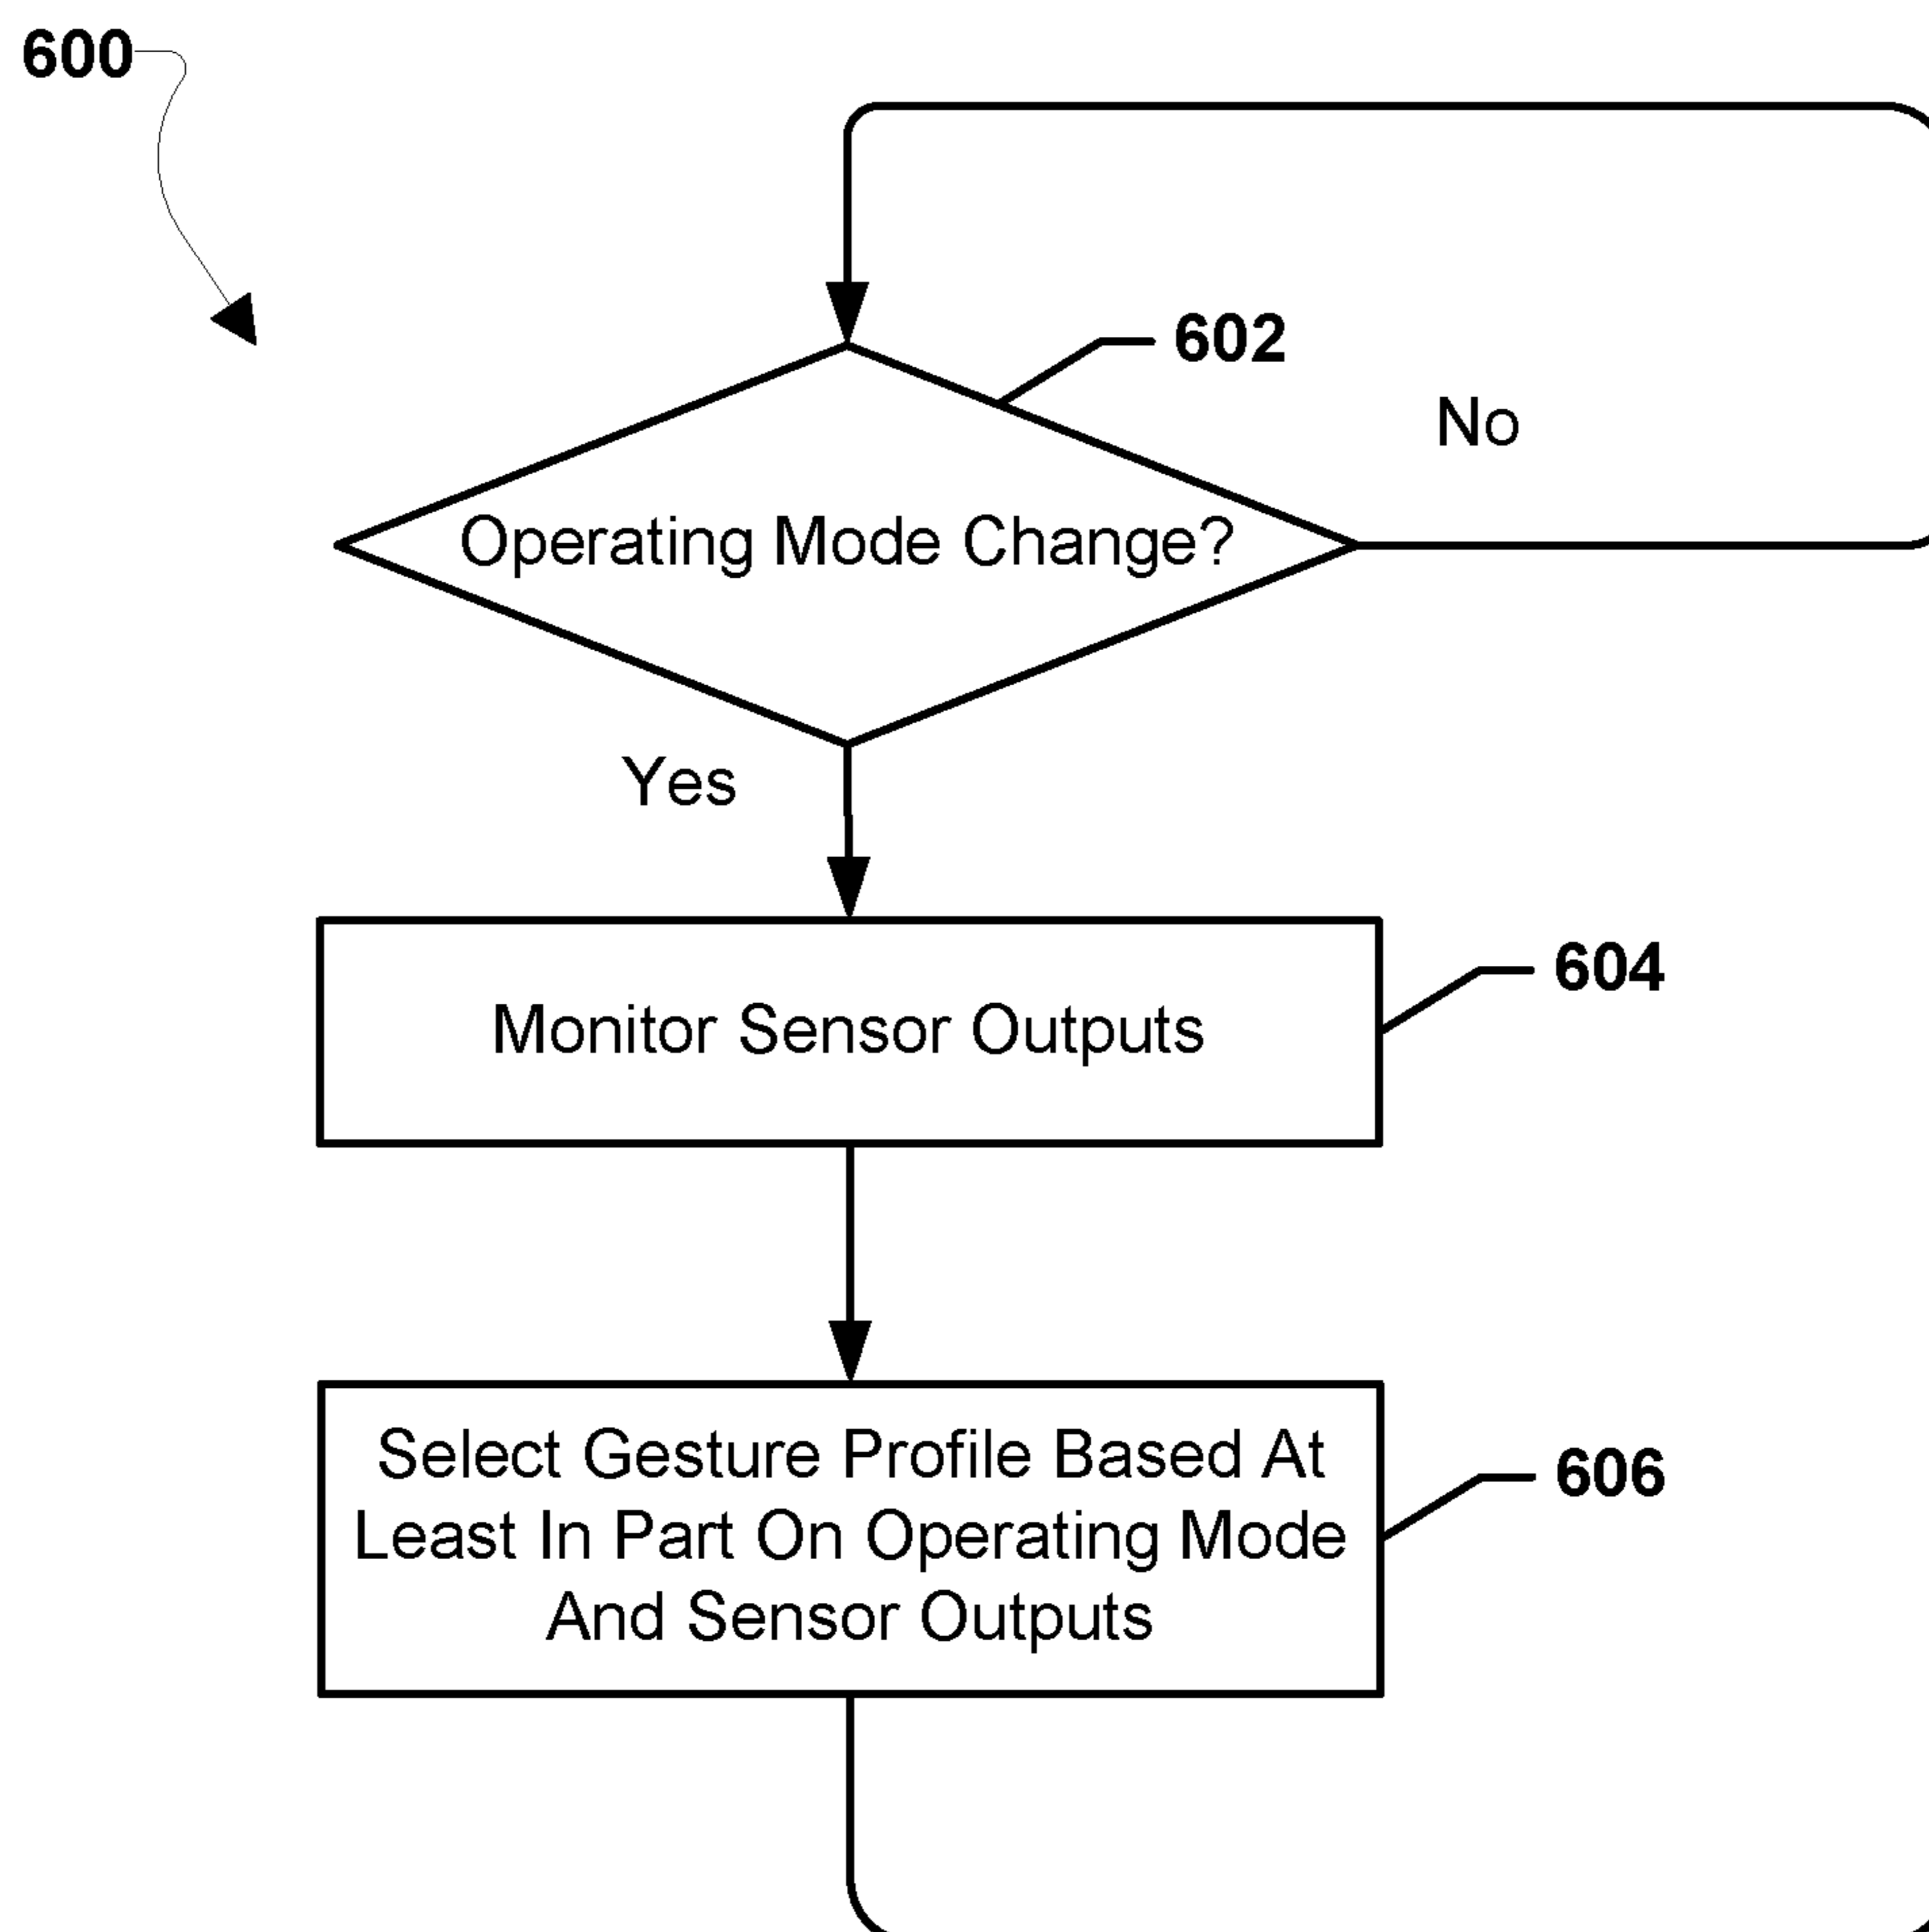 600
602
No
Operating Mode Change?
Yes
604
Monitor Sensor Outputs
Select Gesture Profile Based At
Least In Part On Operating Mode
And Sensor Outputs
606